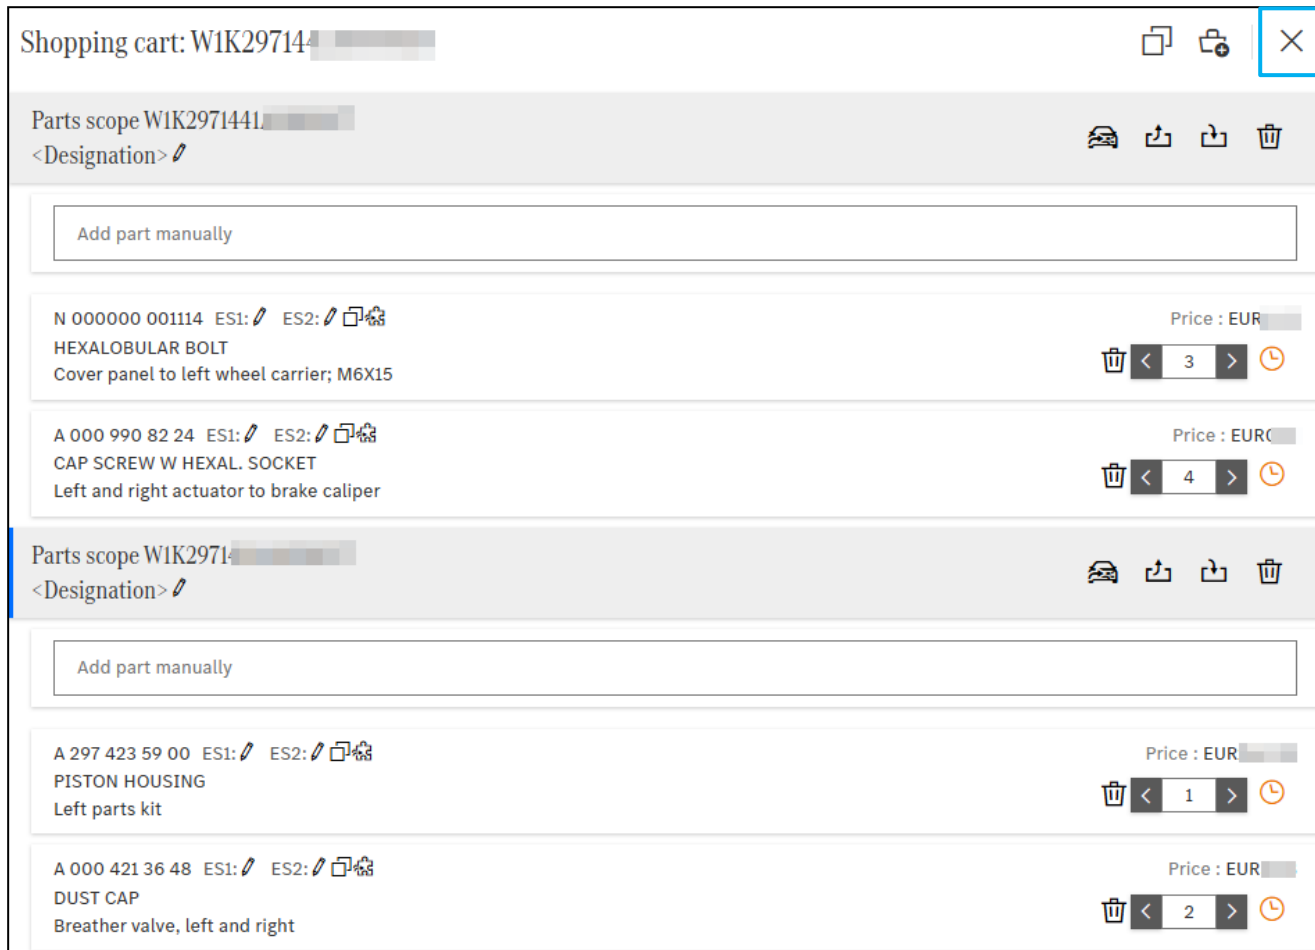 Shopping cart: W1K29714
Parts scope W1K2971441
<Designation>
Add part manually
N 000000 001114 ES1: ES2:
Price : EUR
HEXALOBULAR BOLT
Cover panel to left wheel carrier; M6X15
3
A 000 990 82 24 ES1: ES2:
Price : EUR
CAP SCREW W HEXAL. SOCKET
Left and right actuator to brake caliper
4
Parts scope W1K2971
<Designation>
Add part manually
A 297 423 59 00 ES1: ES2:
Price : EUR
PISTON HOUSING
Left parts kit
1
A 000 421 36 48 ES1: ES2:
Price : EUR
DUST CAP
Breather valve, left and right
2